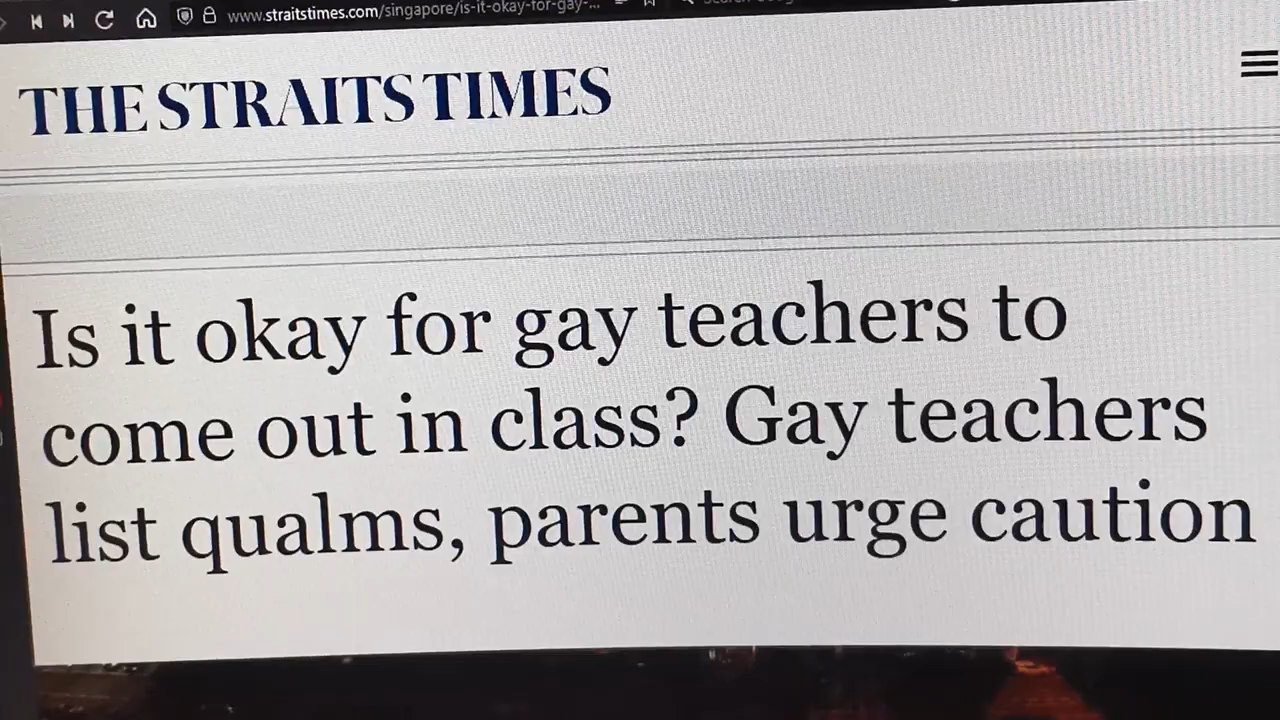 www.straitstimes.com/singapore/is-it-okay-for-gay-...
THE STRAITS TIMES
Is it okay for gay teachers to
come out in class? Gay teachers
list qualms, parents urge caution